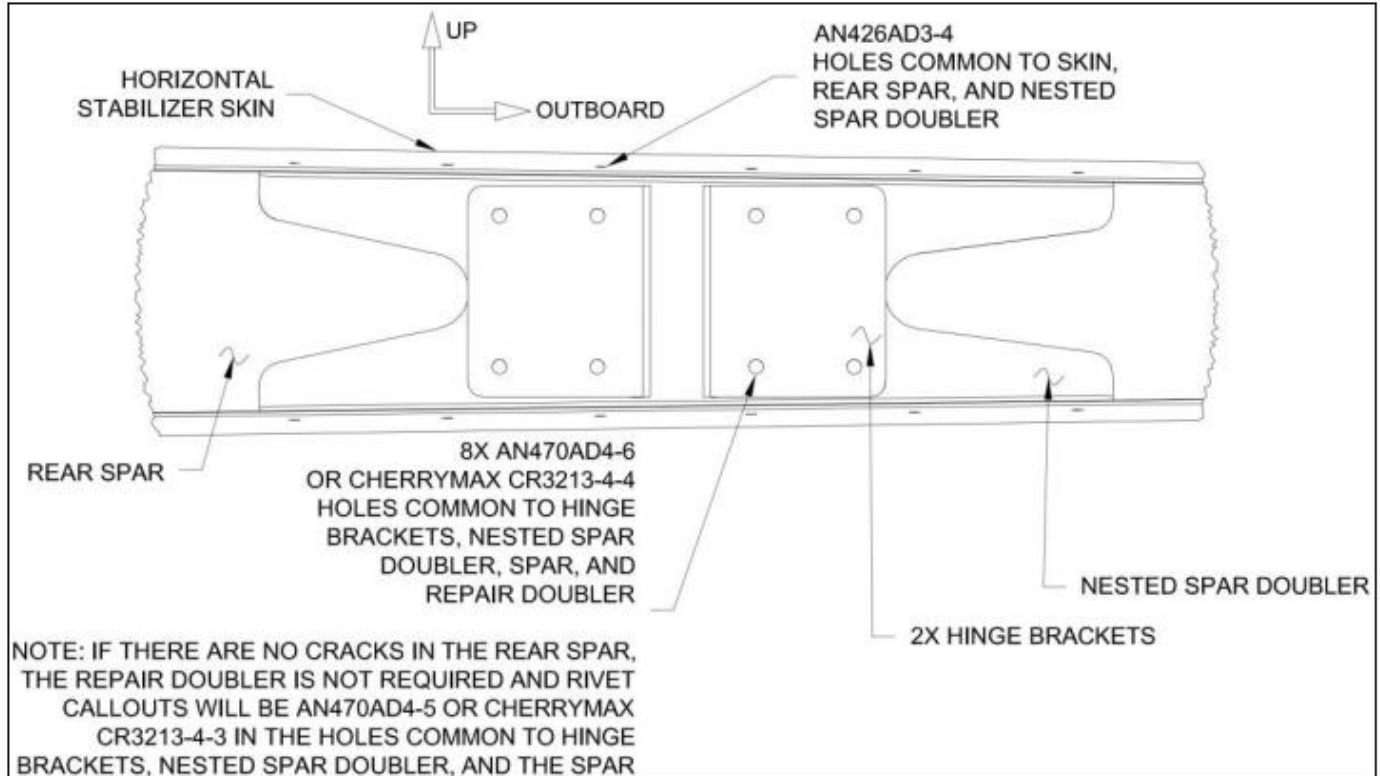 UP
OUTBOARD
HORIZONTAL
STABILIZER SKIN
AN426AD3-4
HOLES COMMON TO SKIN,
REAR SPAR, AND NESTED
SPAR DOUBLER
REAR SPAR
8X AN470AD4-6
OR CHERRYMAX CR3213-4-4
HOLES COMMON TO HINGE
BRACKETS, NESTED SPAR
DOUBLER, SPAR, AND
REPAIR DOUBLER
NESTED SPAR DOUBLER
2X HINGE BRACKETS
NOTE: IF THERE ARE NO CRACKS IN THE REAR SPAR,
THE REPAIR DOUBLER IS NOT REQUIRED AND RIVET
CALLOUTS WILL BE AN470AD4-5 OR CHERRYMAX
CR3213-4-3 IN THE HOLES COMMON TO HINGE
BRACKETS, NESTED SPAR DOUBLER, AND THE SPAR